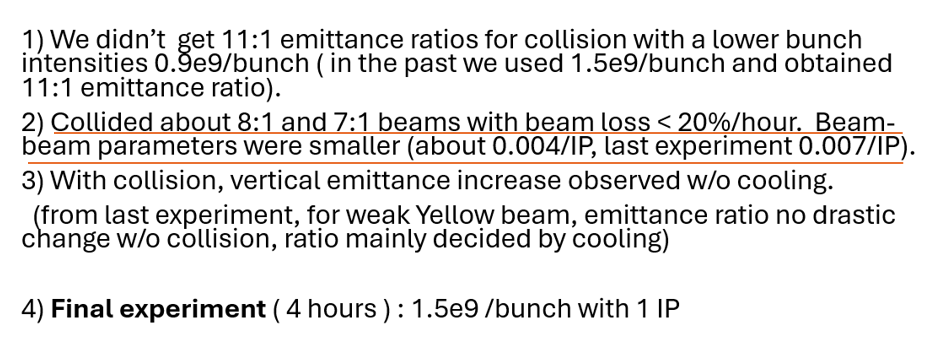 1) We didn't  get 11:1 emittance ratios for collision with a lower bunch
intensities 0.9e9/bunch ( in the past we used 1.5e9/bunch and obtained
11:1 emittance ratio).
2) Collided about 8:1 and 7:1 beams with beam loss < 20%/hour.  Beam-
beam parameters were smaller (about 0.004/IP, last experiment 0.007/IP).
3) With collision, vertical emittance increase observed w/o cooling.
(from last experiment, for weak Yellow beam, emittance ratio no drastic
change w/o collision, ratio mainly decided by cooling)
4) Final experiment ( 4 hours ) : 1.5e9 /bunch with 1 IP